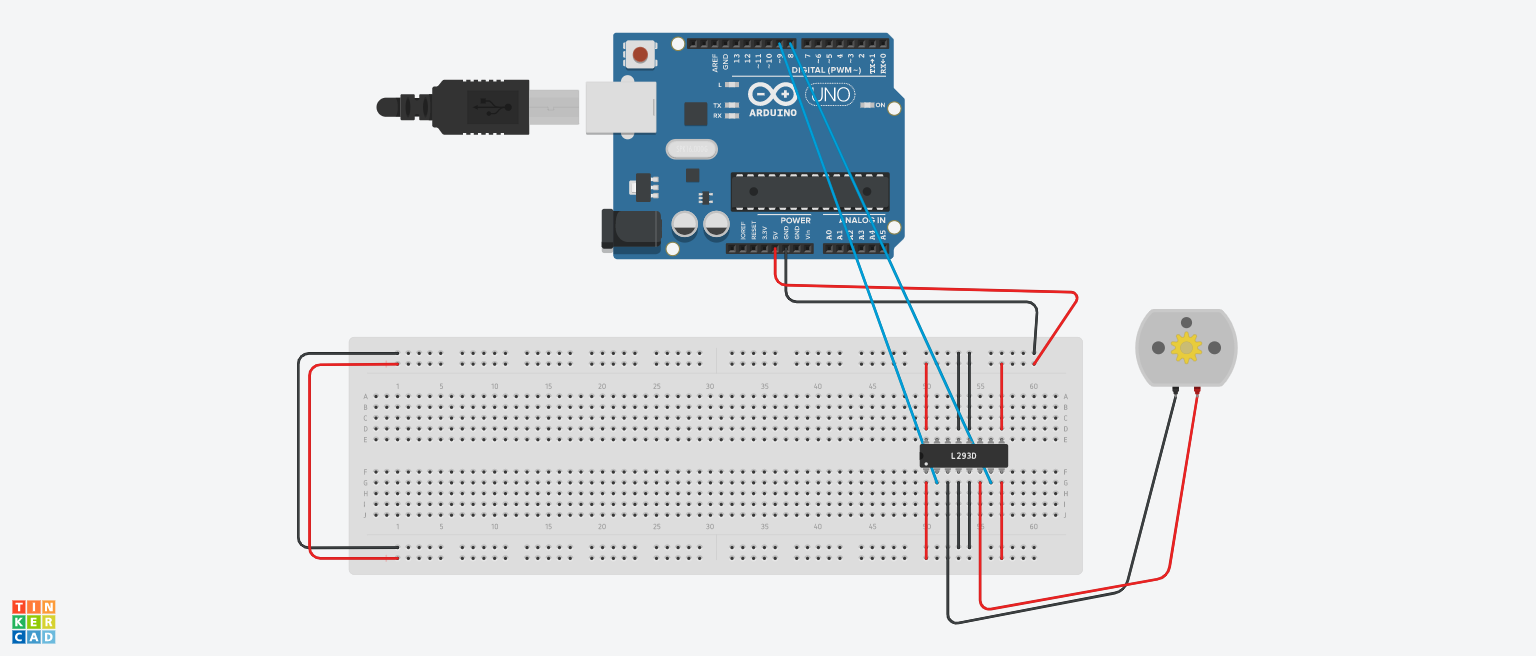 AREF
GND
13
12
~11
~10
~9
8
7
~6
~5
4
~3
2
TX→1
RX←0
DIGITAL (PWM~)
L
TX
RX
ARDUINO
UNO
ON
IOREF
RESET
3.3V
5V
GND
GND
Vin
POWER
ANALOG IN
A0
A1
A2
A3
A4
A5
1 5 10 15 20 25 30 35 40 45 50 55 60
A A
B B
C C
D D
E E
L293D
F F
G G
H H
I I
J J
1 5 10 15 20 25 30 35 40 45 50 55 60
TIN
KER
CAD